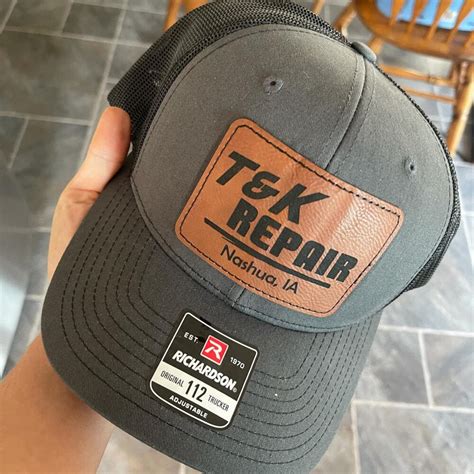 T&K
REPAIR
Nashua, IA
EST 1970
R
RICHARDSON®
ORIGINAL 112 TRUCKER
ADJUSTABLE